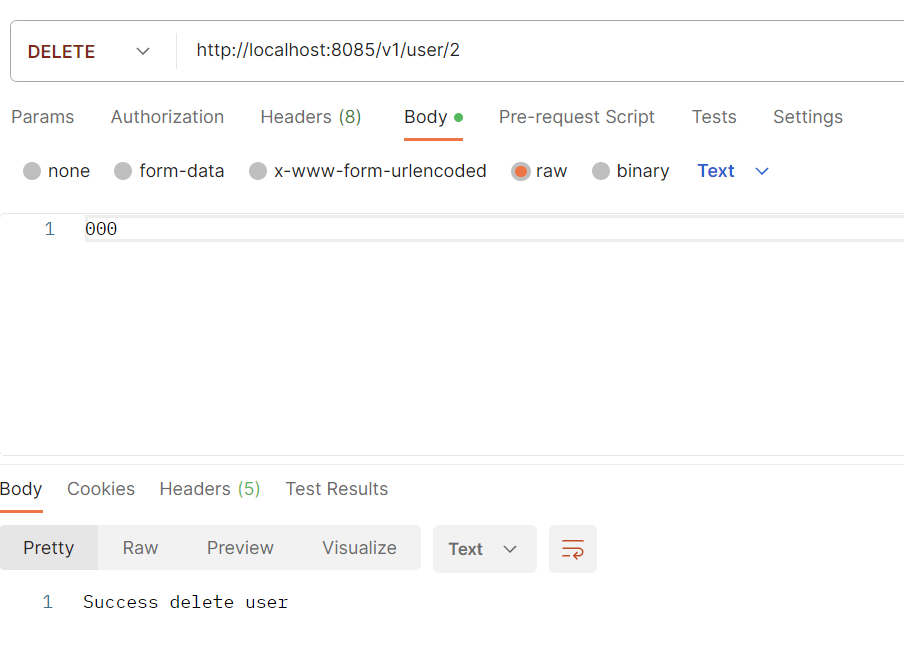 DELETE http://localhost:8085/v1/user/2
Params Authorization Headers (8) Body Pre-request Script Tests Settings
none form-data x-www-form-urlencoded raw binary Text
1 000
Body Cookies Headers (5) Test Results
Pretty Raw Preview Visualize Text
1 Success delete user